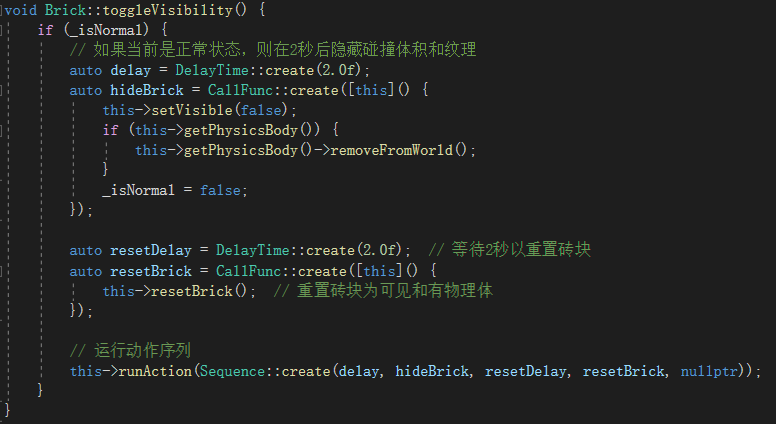 void Brick::toggleVisibility() {
if (_isNormal) {
// 如果当前是正常状态，则在2秒后隐藏碰撞体积和纹理
auto delay = DelayTime::create(2.0f);
auto hideBrick = CallFunc::create([this]() {
this->setVisible(false);
if (this->getPhysicsBody()) {
this->getPhysicsBody()->removeFromWorld();
}
_isNormal = false;
});
auto resetDelay = DelayTime::create(2.0f); // 等待2秒以重置砖块
auto resetBrick = CallFunc::create([this]() {
this->resetBrick(); // 重置砖块为可见和有物理体
});
// 运行动作序列
this->runAction(Sequence::create(delay, hideBrick, resetDelay, resetBrick, nullptr));
}
}